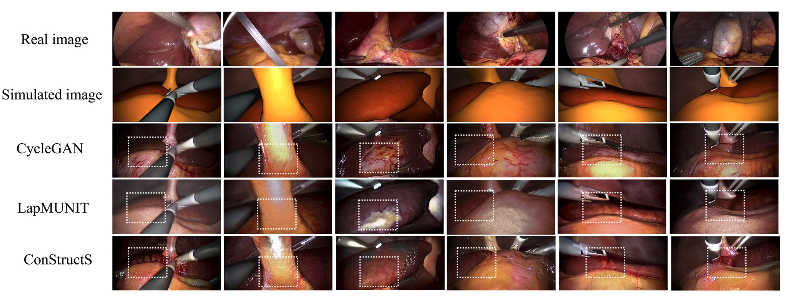 Real image
Simulated image
CycleGAN
LapMUNIT
ConStructS